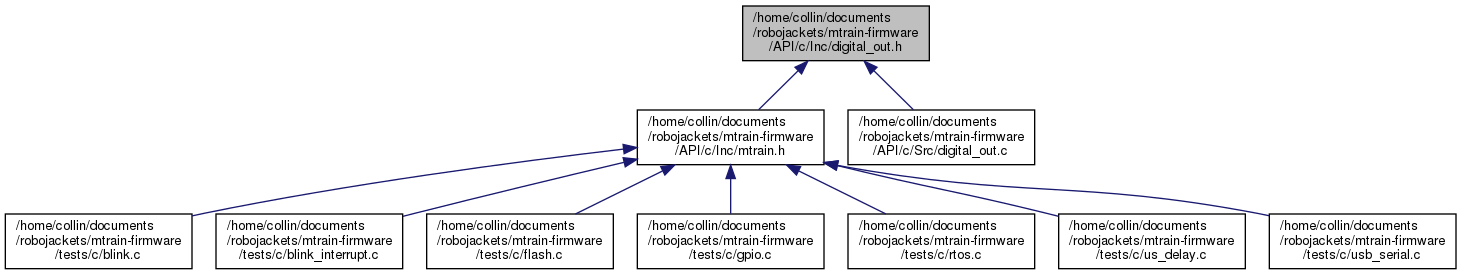 /home/collin/documents
/robojackets/mtrain-firmware
/API/c/Inc/digital_out.h
/home/collin/documents
/robojackets/mtrain-firmware
/API/c/Inc/mtrain.h
/home/collin/documents
/robojackets/mtrain-firmware
/API/c/Src/digital_out.c
/home/collin/documents
/robojackets/mtrain-firmware
/tests/c/blink.c
/home/collin/documents
/robojackets/mtrain-firmware
/tests/c/blink_interrupt.c
/home/collin/documents
/robojackets/mtrain-firmware
/tests/c/flash.c
/home/collin/documents
/robojackets/mtrain-firmware
/tests/c/gpio.c
/home/collin/documents
/robojackets/mtrain-firmware
/tests/c/rtos.c
/home/collin/documents
/robojackets/mtrain-firmware
/tests/c/us_delay.c
/home/collin/documents
/robojackets/mtrain-firmware
/tests/c/usb_serial.c